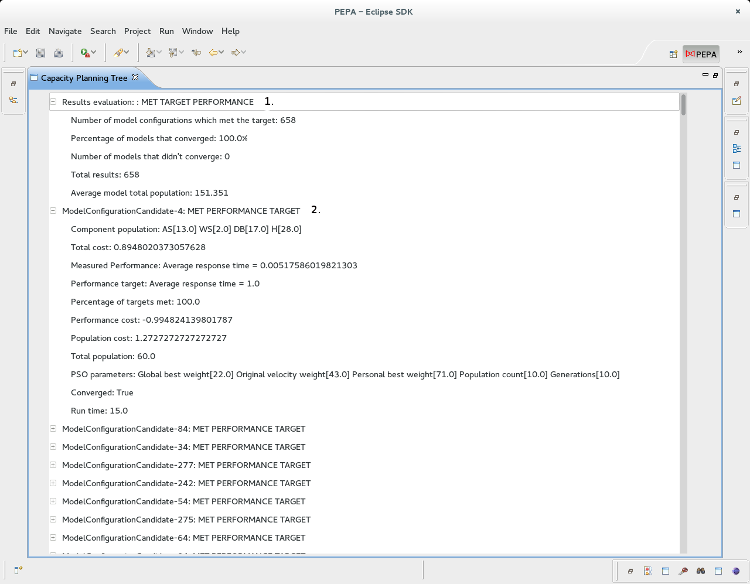 PEPA – Eclipse SDK
File Edit Navigate Search Project Run Window Help
PEPA
Capacity Planning Tree
Results evaluation: : MET TARGET PERFORMANCE 1.
Number of model configurations which met the target: 658
Percentage of models that converged: 100.0%
Number of models that didn't converge: 0
Total results: 658
Average model total population: 151.351
ModelConfigurationCandidate-4: MET PERFORMANCE TARGET 2.
Component population: AS[13.0] WS[2.0] DB[17.0] H[28.0]
Total cost: 0.8948020373057628
Measured Performance: Average response time = 0.00517586019821303
Performance target: Average response time = 1.0
Percentage of targets met: 100.0
Performance cost: -0.994824139801787
Population cost: 1.2727272727272727
Total population: 60.0
PSO parameters: Global best weight[22.0] Original velocity weight[43.0] Personal best weight[71.0] Population count[10.0] Generations[10.0]
Converged: True
Run time: 15.0
ModelConfigurationCandidate-84: MET PERFORMANCE TARGET
ModelConfigurationCandidate-34: MET PERFORMANCE TARGET
ModelConfigurationCandidate-277: MET PERFORMANCE TARGET
ModelConfigurationCandidate-242: MET PERFORMANCE TARGET
ModelConfigurationCandidate-54: MET PERFORMANCE TARGET
ModelConfigurationCandidate-275: MET PERFORMANCE TARGET
ModelConfigurationCandidate-64: MET PERFORMANCE TARGET